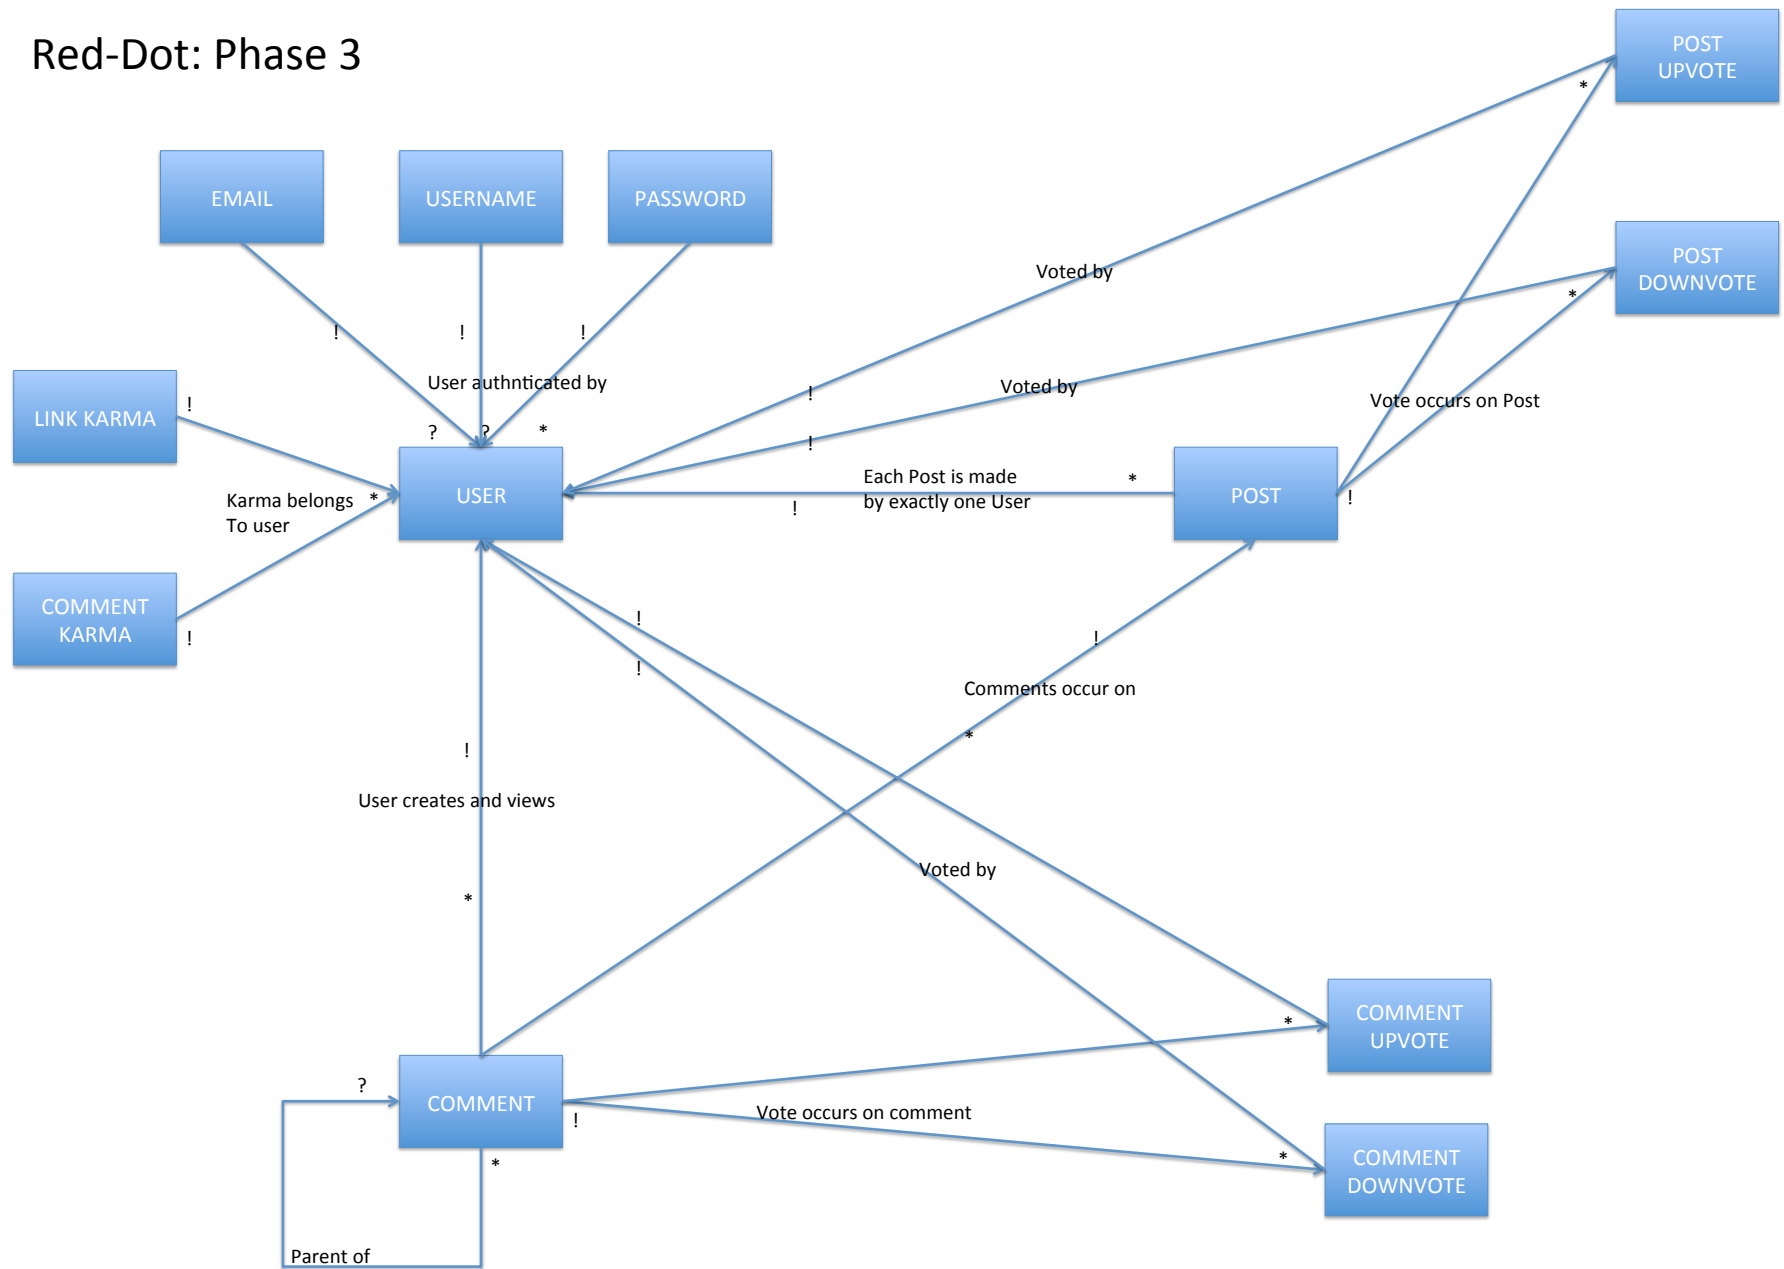 Red-Dot: Phase 3
POST
UPVOTE
*
EMAIL
USERNAME
PASSWORD
POST
DOWNVOTE
Voted by
*
!
!
!
LINK KARMA
!
User authnticated by
Voted by
!
Vote occurs on Post
?
?
*
!
Karma belongs
To user
*
USER
Each Post is made
by exactly one User
*
!
POST
!
COMMENT
KARMA
!
!
!
!
Comments occur on
*
!
User creates and views
Voted by
*
COMMENT
UPVOTE
*
?
COMMENT
!
Vote occurs on comment
*
*
COMMENT
DOWNVOTE
Parent of